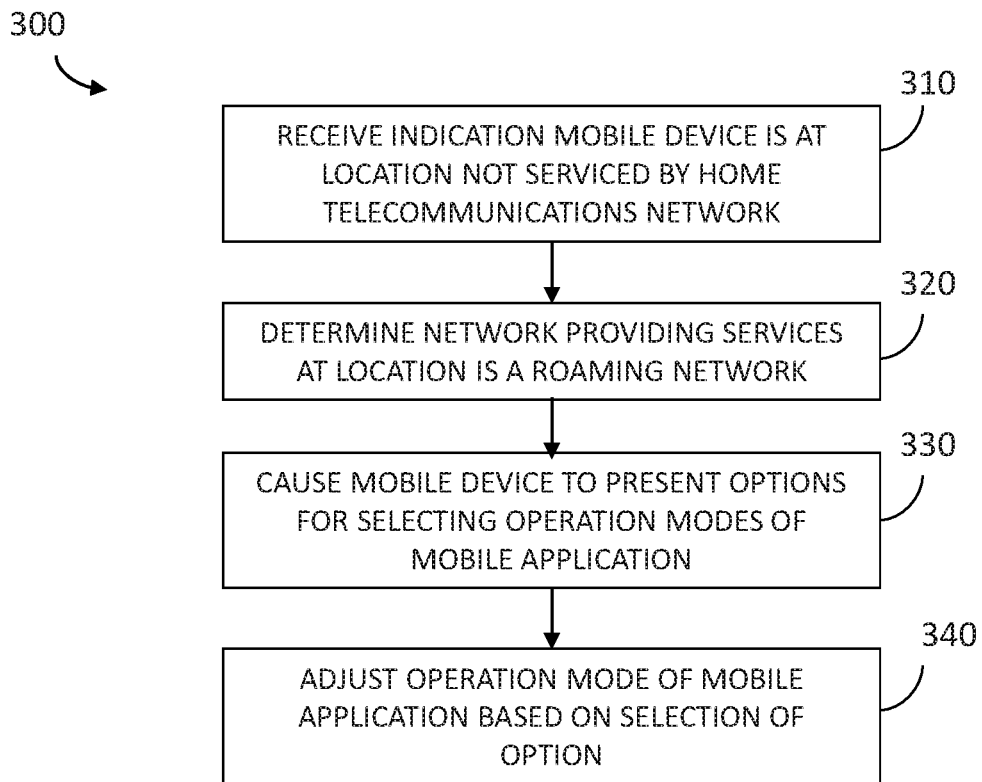 300
310
RECEIVE INDICATION MOBILE DEVICE IS AT
LOCATION NOT SERVICED BY HOME
TELECOMMUNICATIONS NETWORK
320
DETERMINE NETWORK PROVIDING SERVICES
AT LOCATION IS A ROAMING NETWORK
330
CAUSE MOBILE DEVICE TO PRESENT OPTIONS
FOR SELECTING OPERATION MODES OF
MOBILE APPLICATION
340
ADJUST OPERATION MODE OF MOBILE
APPLICATION BASED ON SELECTION OF
OPTION